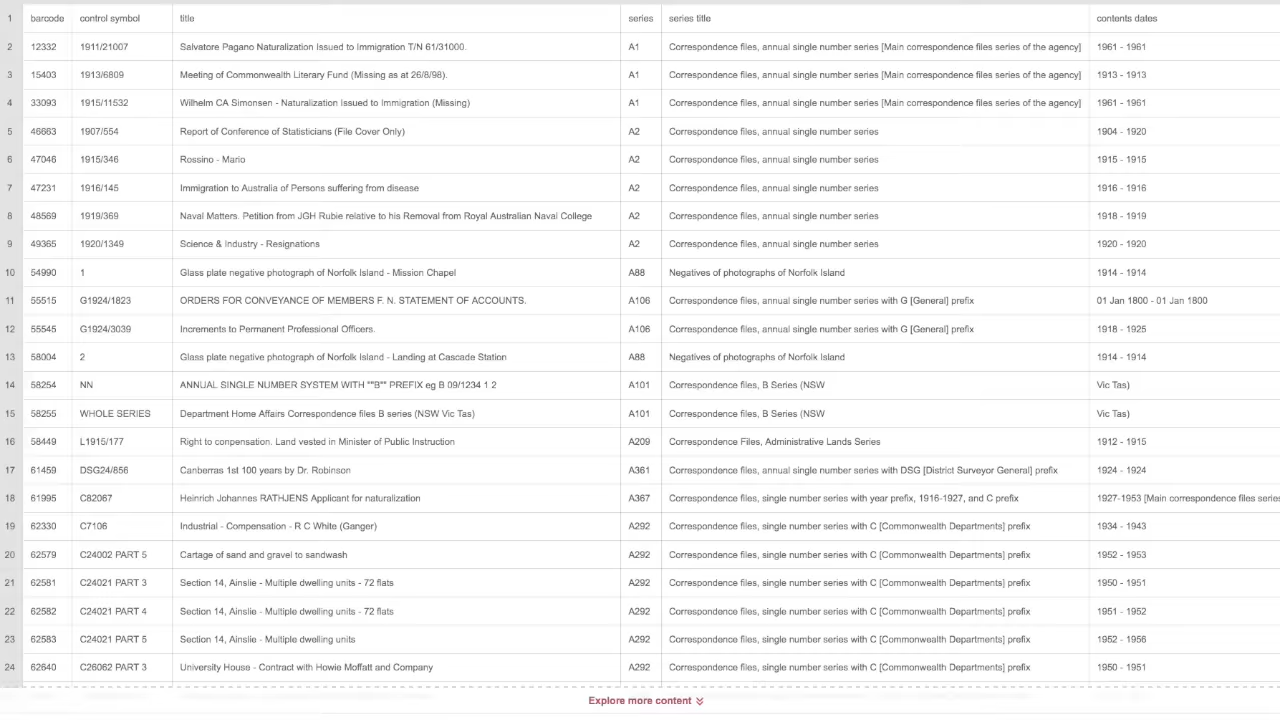 1 barcode control symbol title series series title contents dates
2 12332 1911/21007 Salvatore Pagano Naturalization Issued to Immigration T/N 61/31000. A1 Correspondence files, annual single number series [Main correspondence files series of the agency] 1961 - 1961
3 15403 1913/6809 Meeting of Commonwealth Literary Fund (Missing as at 26/8/98). A1 Correspondence files, annual single number series [Main correspondence files series of the agency] 1913 - 1913
4 33093 1915/11532 Wilhelm CA Simonsen - Naturalization Issued to Immigration (Missing) A1 Correspondence files, annual single number series [Main correspondence files series of the agency] 1961 - 1961
5 46663 1907/554 Report of Conference of Statisticians (File Cover Only) A2 Correspondence files, annual single number series 1904 - 1920
6 47046 1915/346 Rossino - Mario A2 Correspondence files, annual single number series 1915 - 1915
7 47231 1916/145 Immigration to Australia of Persons suffering from disease A2 Correspondence files, annual single number series 1916 - 1916
8 48569 1919/369 Naval Matters. Petition from JGH Rubie relative to his Removal from Royal Australian Naval College A2 Correspondence files, annual single number series 1918 - 1919
9 49365 1920/1349 Science & Industry - Resignations A2 Correspondence files, annual single number series 1920 - 1920
10 54990 1 Glass plate negative photograph of Norfolk Island - Mission Chapel A88 Negatives of photographs of Norfolk Island 1914 - 1914
11 55515 G1924/1823 ORDERS FOR CONVEYANCE OF MEMBERS F. N. STATEMENT OF ACCOUNTS. A106 Correspondence files, annual single number series with G [General] prefix 01 Jan 1800 - 01 Jan 1800
12 55545 G1924/3039 Increments to Permanent Professional Officers. A106 Correspondence files, annual single number series with G [General] prefix 1918 - 1925
13 58004 2 Glass plate negative photograph of Norfolk Island - Landing at Cascade Station A88 Negatives of photographs of Norfolk Island 1914 - 1914
14 58254 NN ANNUAL SINGLE NUMBER SYSTEM WITH ""B"" PREFIX eg B 09/1234 1 2 A101 Correspondence files, B Series (NSW Vic Tas)
15 58255 WHOLE SERIES Department Home Affairs Correspondence files B series (NSW Vic Tas) A101 Correspondence files, B Series (NSW Vic Tas)
16 58449 L1915/177 Right to conpensation. Land vested in Minister of Public Instruction A209 Correspondence Files, Administrative Lands Series 1912 - 1915
17 61459 DSG24/856 Canberras 1st 100 years by Dr. Robinson A361 Correspondence files, annual single number series with DSG [District Surveyor General] prefix 1924 - 1924
18 61995 C82067 Heinrich Johannes RATHJENS Applicant for naturalization A367 Correspondence files, single number series with year prefix, 1916-1927, and C prefix 1927-1953 [Main correspondence files series
19 62330 C7106 Industrial - Compensation - R C White (Ganger) A292 Correspondence files, single number series with C [Commonwealth Departments] prefix 1934 - 1943
20 62579 C24002 PART 5 Cartage of sand and gravel to sandwash A292 Correspondence files, single number series with C [Commonwealth Departments] prefix 1952 - 1953
21 62581 C24021 PART 3 Section 14, Ainslie - Multiple dwelling units - 72 flats A292 Correspondence files, single number series with C [Commonwealth Departments] prefix 1950 - 1951
22 62582 C24021 PART 4 Section 14, Ainslie - Multiple dwelling units - 72 flats A292 Correspondence files, single number series with C [Commonwealth Departments] prefix 1951 - 1952
23 62583 C24021 PART 5 Section 14, Ainslie - Multiple dwelling units A292 Correspondence files, single number series with C [Commonwealth Departments] prefix 1952 - 1956
24 62640 C26062 PART 3 University House - Contract with Howie Moffatt and Company A292 Correspondence files, single number series with C [Commonwealth Departments] prefix 1950 - 1951
Explore more content